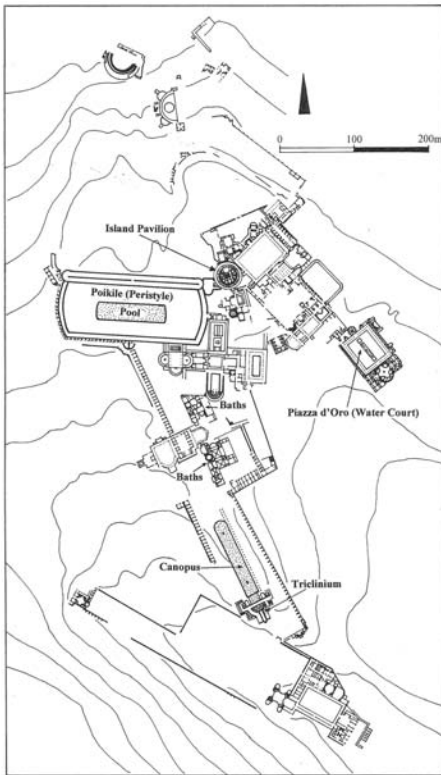 0 100 200m
Island Pavilion
Poikile (Peristyle)
Pool
Baths
Piazza d'Oro (Water Court)
Baths
Canopus
Triclinium